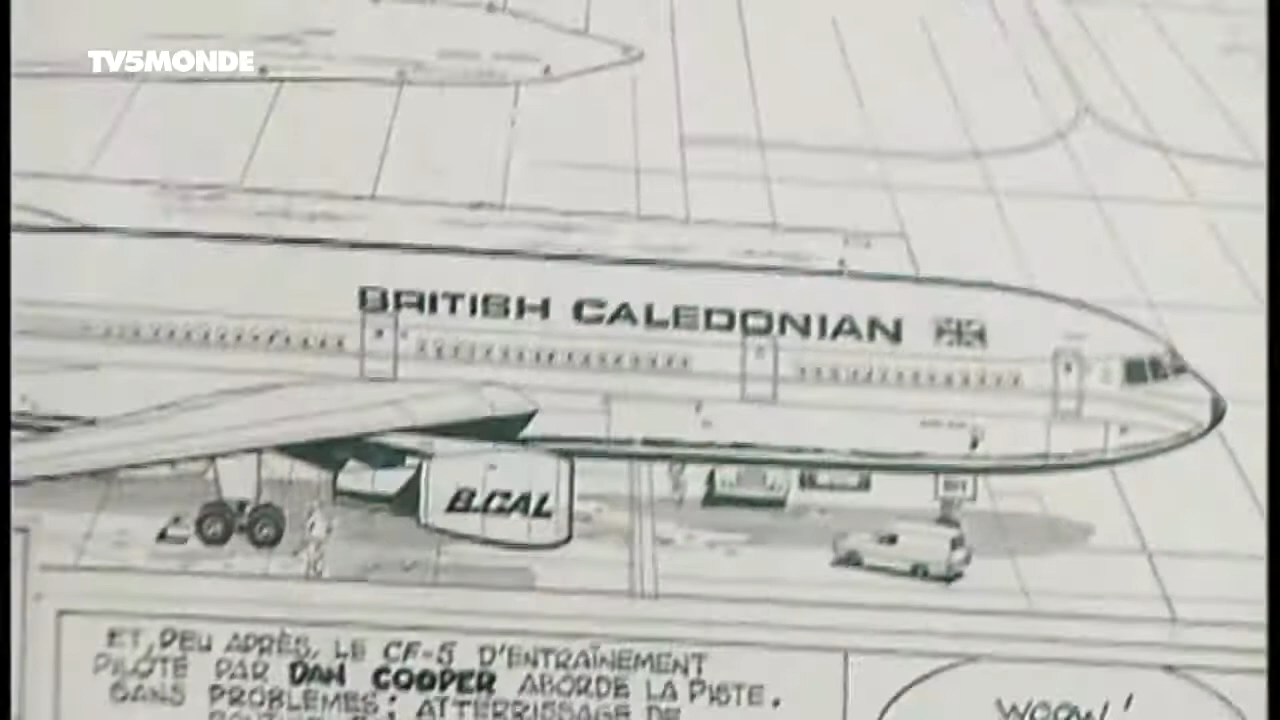 TV5MONDE
BRITISH CALEDONIAN
B.CAL
ET, PEU APRÈS, LE CF-5 D'ENTRAÎNEMENT
PILOTÉ PAR DAN COOPER ABORDE LA PISTE.
SANS PROBLÈMES: ATTERRISSAGE DE
WOOW!